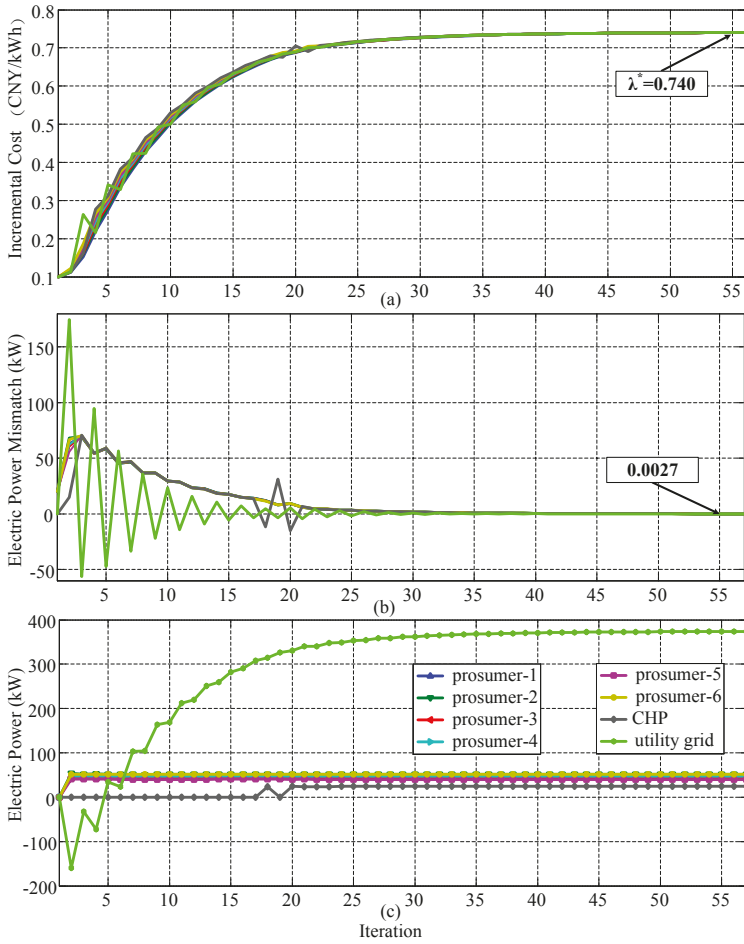 0.8
0.7
0.6
0.5
0.4
0.3
0.2
0.1
Incremental Cost (CNY/kWh)
λ*=0.740
5 10 15 20 25 30 35 40 45 50 55
(a)
150
100
50
0
-50
Electric Power Mismatch (kW)
0.0027
5 10 15 20 25 30 35 40 45 50 55
(b)
400
300
200
100
0
-100
-200
Electric Power (kW)
prosumer-1
prosumer-2
prosumer-3
prosumer-4
prosumer-5
prosumer-6
CHP
utility grid
5 10 15 20 25 30 35 40 45 50 55
(c)
Iteration